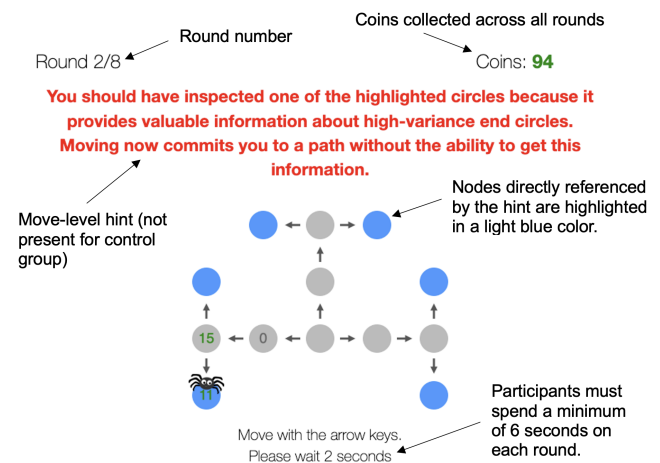 Coins collected across all rounds
Round number
Round 2/8
Coins: 94
You should have inspected one of the highlighted circles because it
provides valuable information about high-variance end circles.
Moving now commits you to a path without the ability to get this
information.
Nodes directly referenced
by the hint are highlighted
in a light blue color.
Move-level hint (not
present for control
group)
15
0
11
Participants must
spend a minimum
of 6 seconds on
each round.
Move with the arrow keys.
Please wait 2 seconds